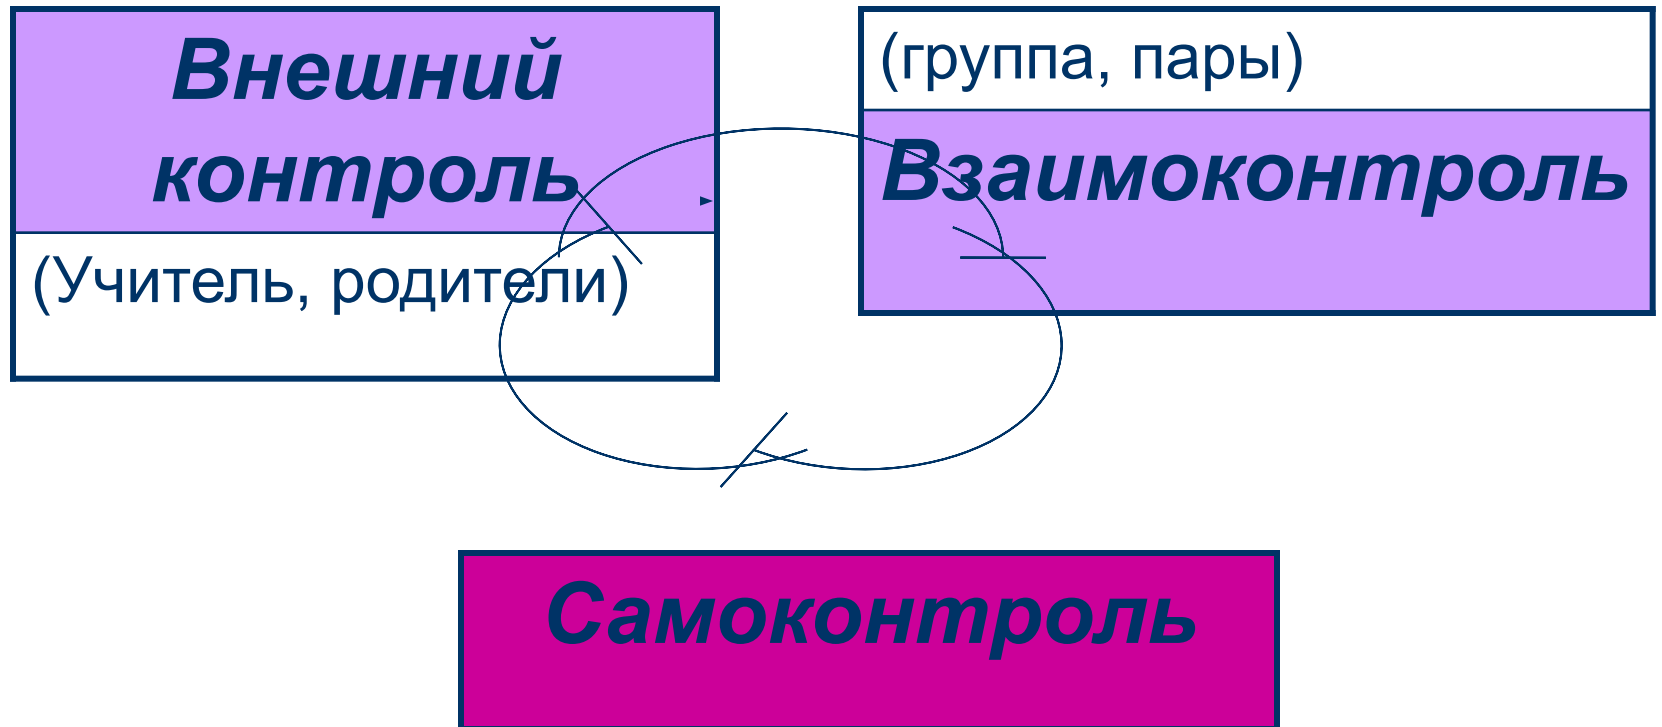 Внешний
контроль
(Учитель, родители)
(группа, пары)
Взаимоконтроль
Самоконтроль